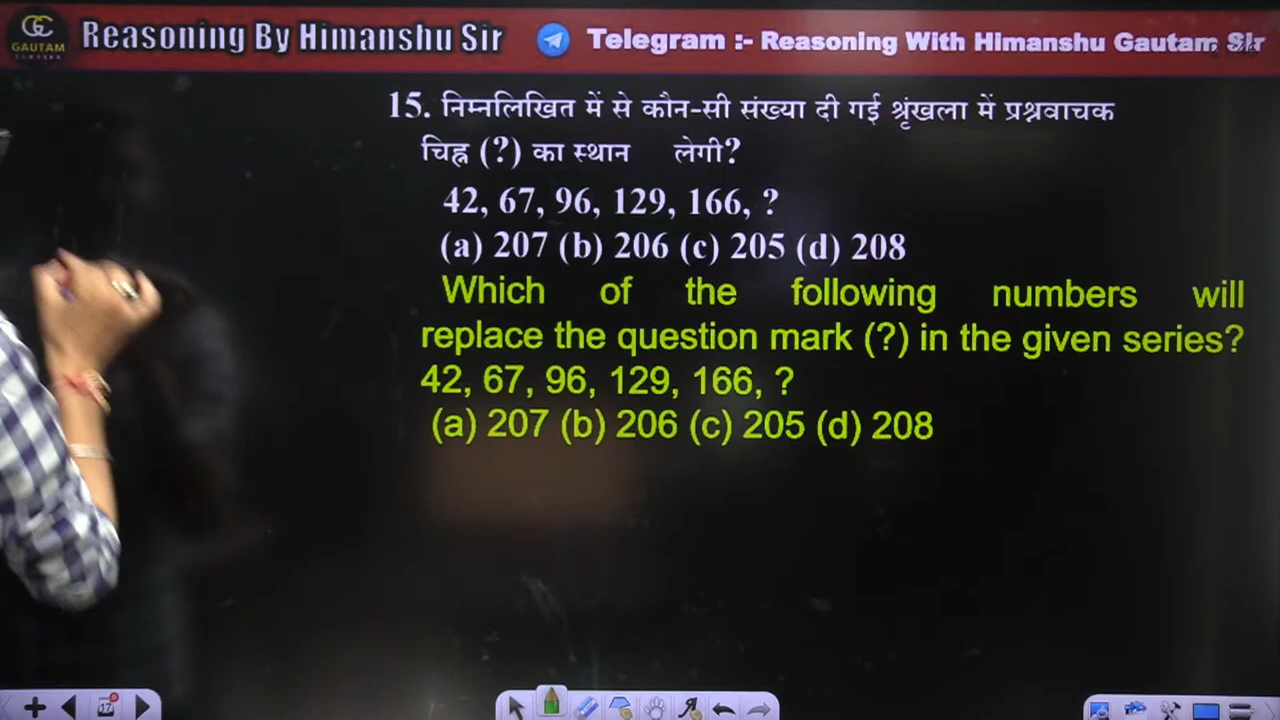 GC
GAUTAM
Reasoning By Himanshu Sir
Telegram :- Reasoning With Himanshu Gautam Sir
15. निम्नलिखित में से कौन-सी संख्या दी गई श्रृंखला में प्रश्नवाचक
चिह्न (?) का स्थान लेगी?
42, 67, 96, 129, 166, ?
(a) 207 (b) 206 (c) 205 (d) 208
Which of the following numbers will
replace the question mark (?) in the given series?
42, 67, 96, 129, 166, ?
(a) 207 (b) 206 (c) 205 (d) 208
17